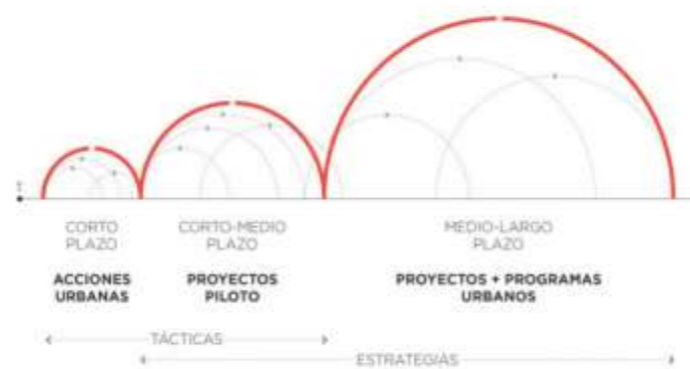 CORTO
PLAZO
CORTO-MEDIO
PLAZO
MEDIO-LARGO
PLAZO
ACCIONES
URBANAS
PROYECTOS
PILOTO
PROYECTOS + PROGRAMAS
URBANOS
TÁCTICAS
ESTRATEGIAS